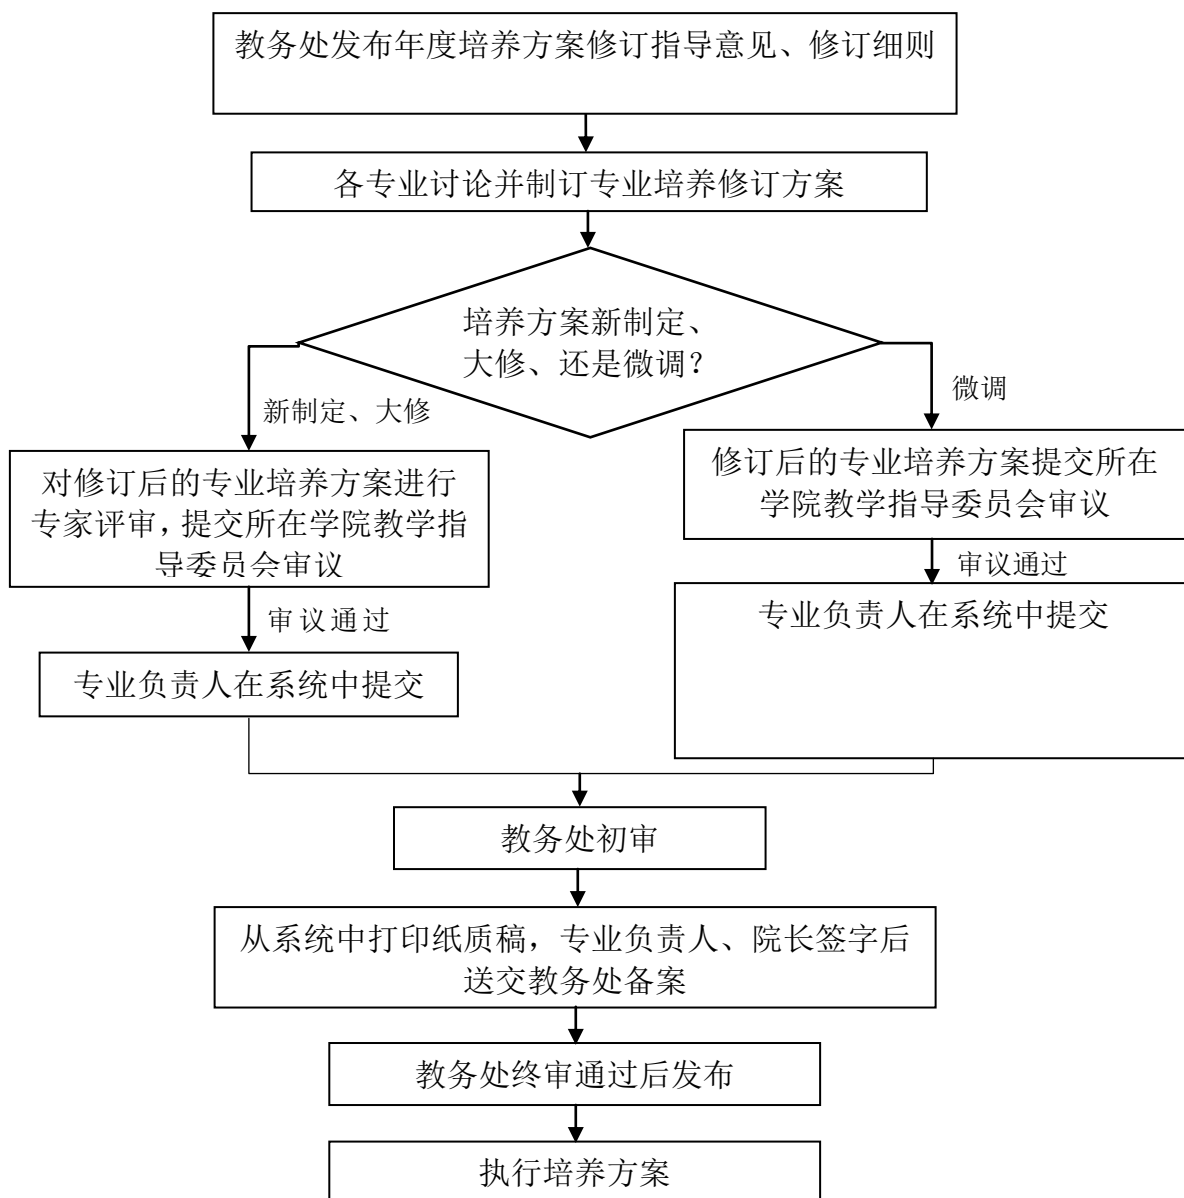 教务处发布年度培养方案修订指导意见、修订细则
各专业讨论并制订专业培养修订方案
培养方案新制定、
大修、还是微调？
新制定、大修
微调
对修订后的专业培养方案进行
专家评审，提交所在学院教学指
导委员会审议
修订后的专业培养方案提交所在
学院教学指导委员会审议
审议通过
审议通过
专业负责人在系统中提交
专业负责人在系统中提交
教务处初审
从系统中打印纸质稿，专业负责人、院长签字后
送交教务处备案
教务处终审通过后发布
执行培养方案